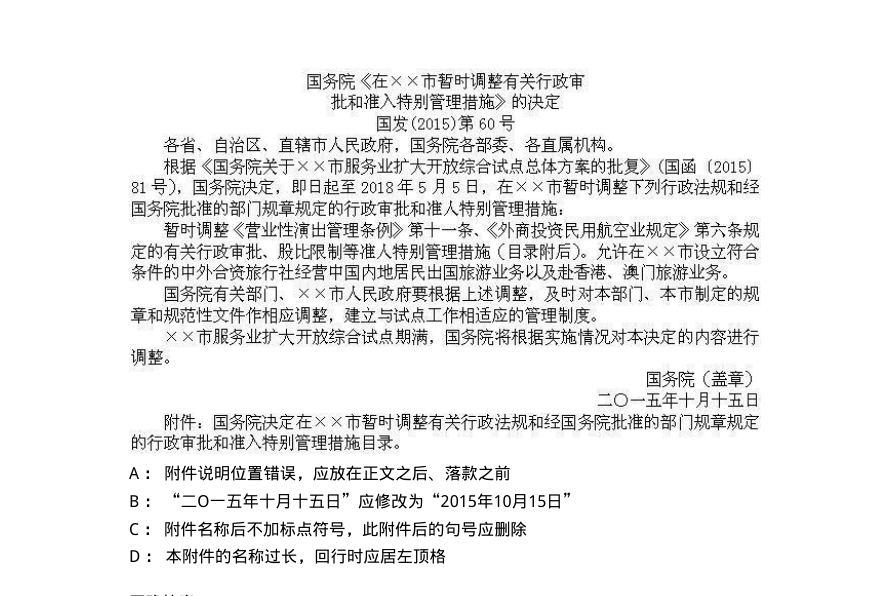 国务院《在××市暂时调整有关行政审
批和准入特别管理措施》的决定
国发(2015)第 60 号
各省、自治区、直辖市人民政府，国务院各部委、各直属机构。
根据《国务院关于××市服务业扩大开放综合试点总体方案的批复》(国函〔2015〕
81 号)，国务院决定，即日起至 2018 年 5 月 5 日，在××市暂时调整下列行政法规和经
国务院批准的部门规章规定的行政审批和准人特别管理措施：
暂时调整《营业性演出管理条例》第十一条、《外商投资民用航空业规定》第六条规
定的有关行政审批、股比限制等准人特别管理措施（目录附后）。允许在××市设立符合
条件的中外合资旅行社经营中国内地居民出国旅游业务以及赴香港、澳门旅游业务。
国务院有关部门、××市人民政府要根据上述调整，及时对本部门、本市制定的规
章和规范性文件作相应调整，建立与试点工作相适应的管理制度。
××市服务业扩大开放综合试点期满，国务院将根据实施情况对本决定的内容进行
调整。
国务院（盖章）
二〇一五年十月十五日
附件：国务院决定在××市暂时调整有关行政法规和经国务院批准的部门规章规定
的行政审批和准入特别管理措施目录。
A： 附件说明位置错误，应放在正文之后、落款之前
B： “二O一五年十月十五日”应修改为“2015年10月15日”
C： 附件名称后不加标点符号，此附件后的句号应删除
D： 本附件的名称过长，回行时应居左顶格